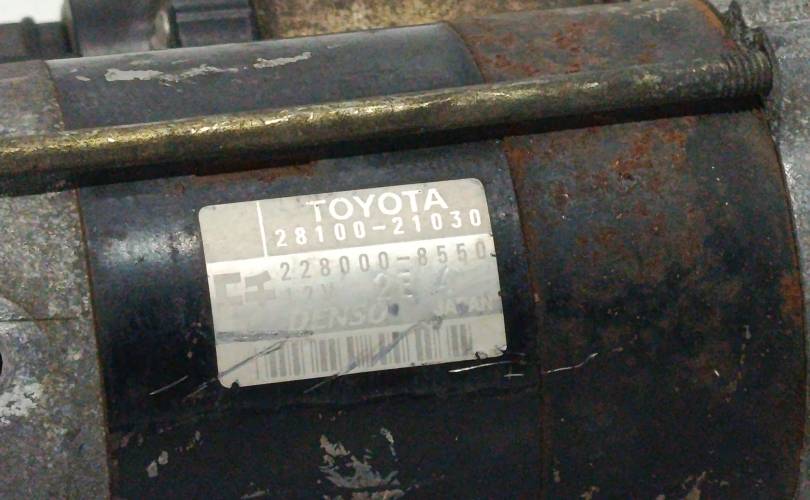 TOYOTA
28100-21030
228000-8550
12V
DENSO JAPAN